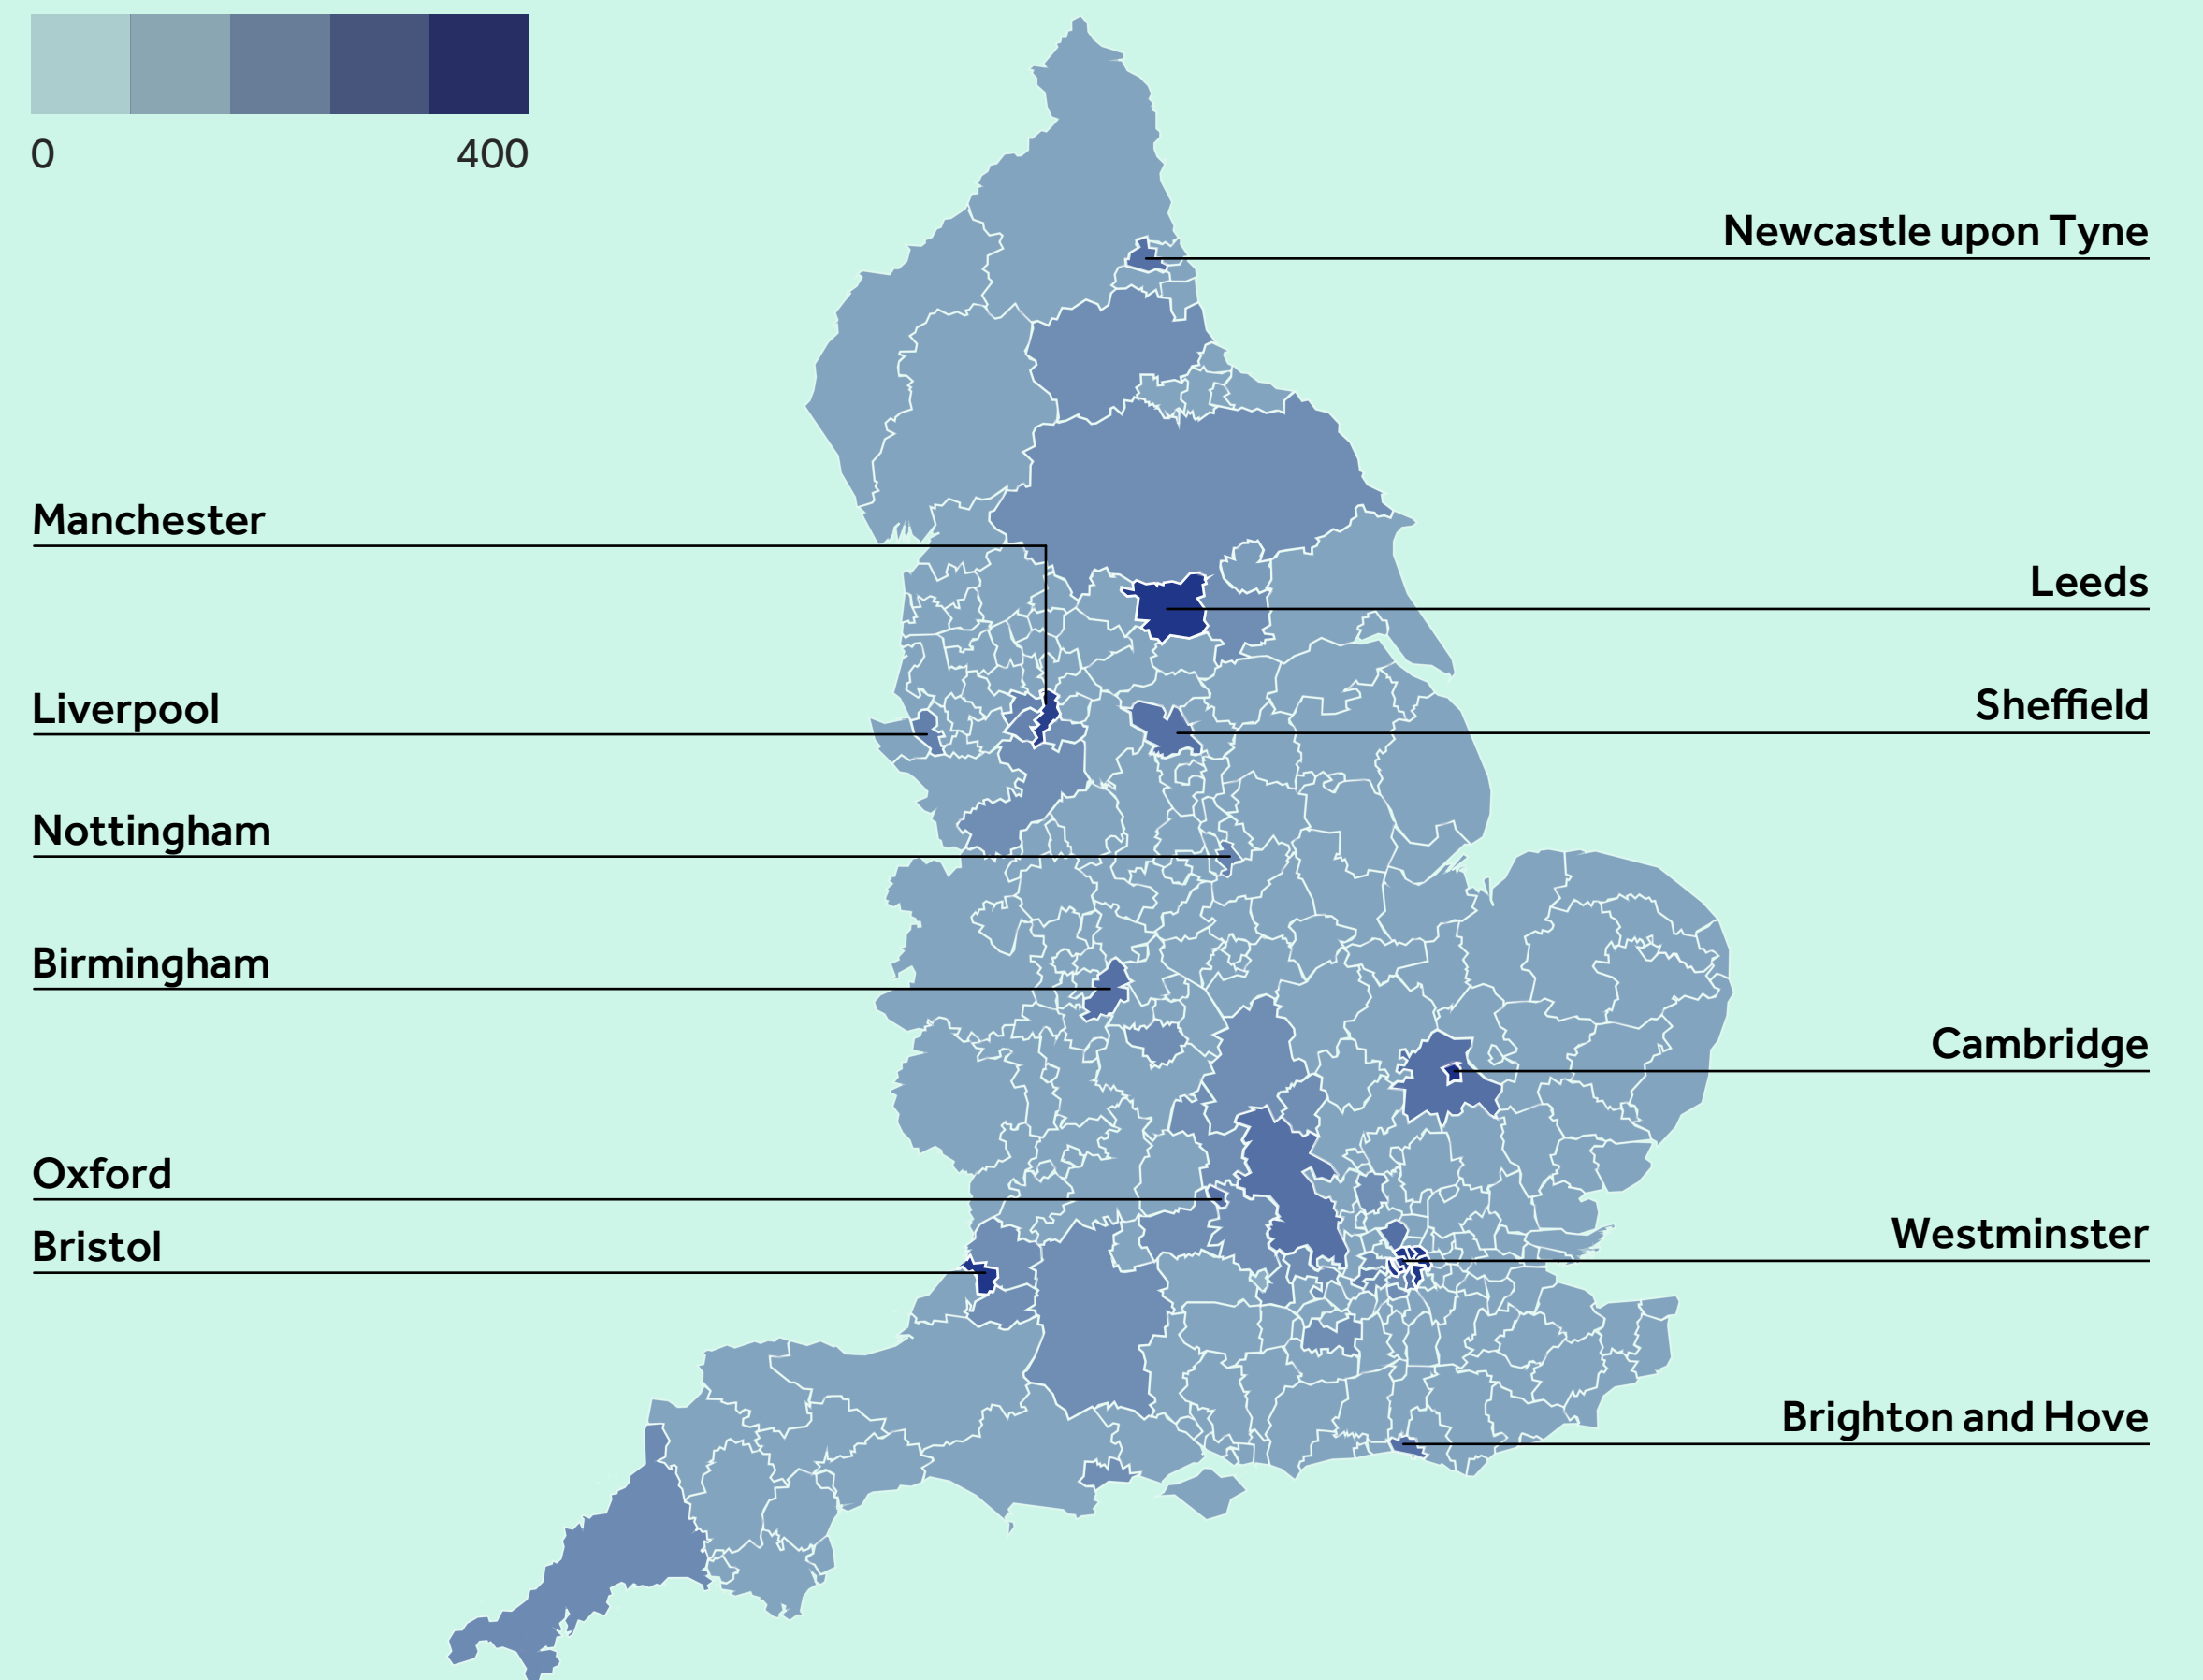 0 400
Newcastle upon Tyne
Manchester
Leeds
Liverpool
Sheffield
Nottingham
Birmingham
Cambridge
Oxford
Westminster
Bristol
Brighton and Hove